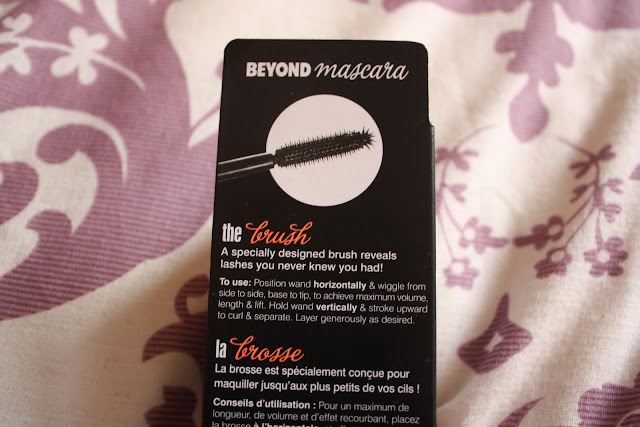 BEYOND mascara
the brush
A specially designed brush reveals
lashes you never knew you had!
To use: Position wand horizontally & wiggle from
side to side, base to tip, to achieve maximum volume,
length & lift. Hold wand vertically & stroke upward
to curl & separate. Layer generously as desired.
la brosse
La brosse est spécialement conçue pour
maquiller jusqu'aux plus petits de vos cils !
Conseils d'utilisation : Pour un maximum de
longueur, de volume et d'effet recourbant, placez
la brosse à l'horizontale